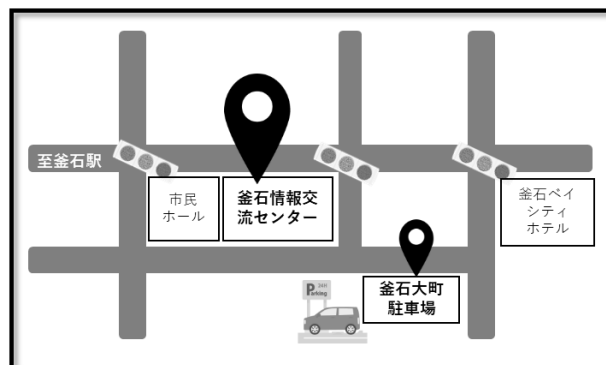 至釜石駅
市民
ホール
釜石情報交
流センター
釜石ベイ
シティ
ホテル
24H
Parking
釜石大町
駐車場